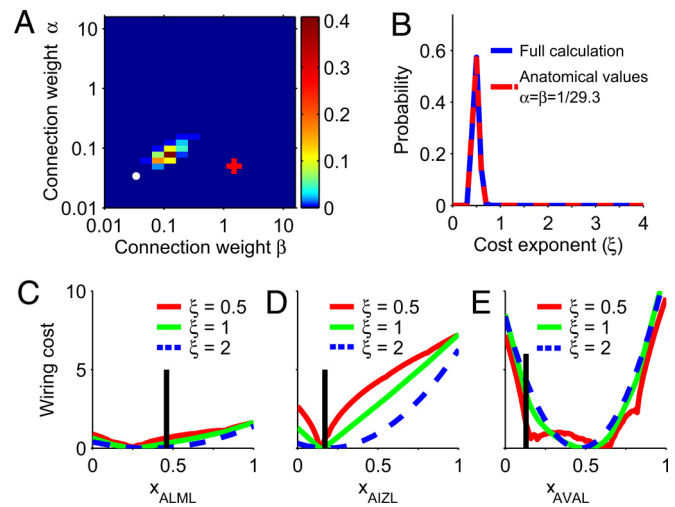 A
Connection weight α
1
0.1
0.01
0.01
0.1
1
10
Connection weight β
0.4
0.3
0.2
0.1
0
B
Probability
0.6
0.4
0.2
0
0
1
2
3
4
Cost exponent (ξ)
Full calculation
Anatomical values
α=β=1/29.3
C
Wiring cost
10
5
0
0
0.5
1
x_ALML
ξ = 0.5
ξ = 1
ξ = 2
D
0
0.5
1
x_AIZL
ξ = 0.5
ξ = 1
ξ = 2
E
0
0.5
1
x_AVAL
ξ = 0.5
ξ = 1
ξ = 2